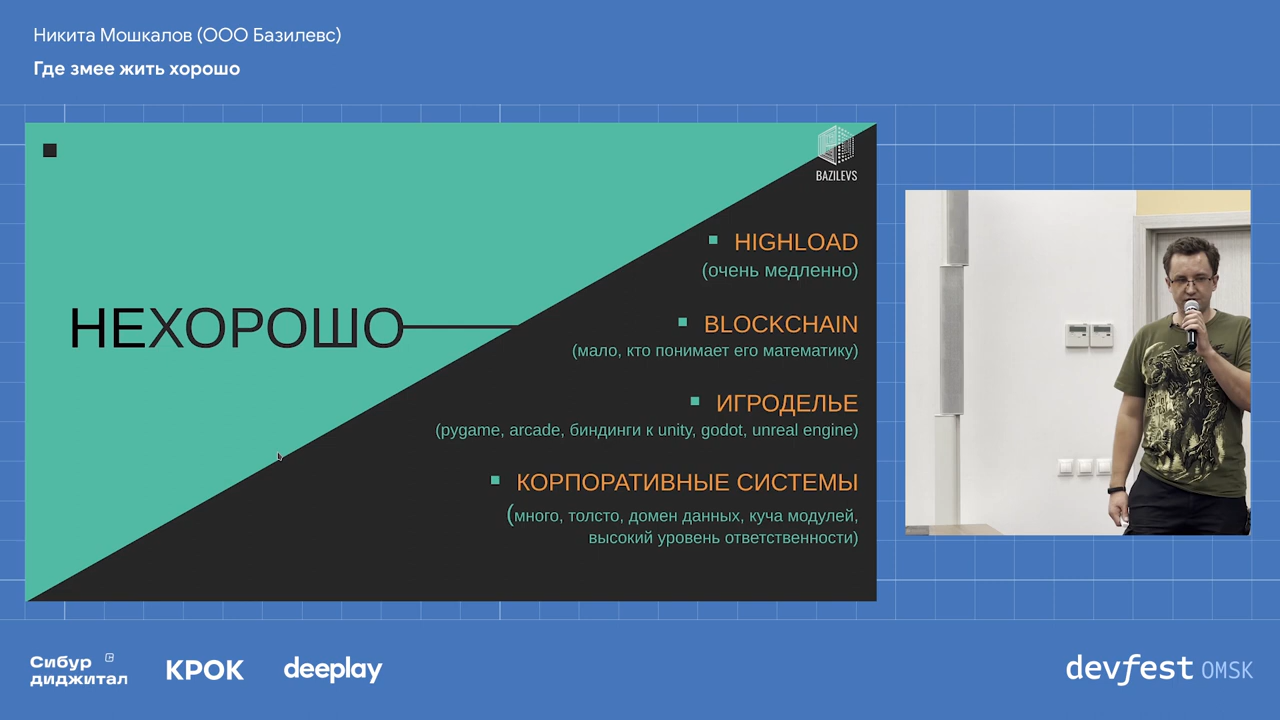 Никита Мошкалов (ООО Базилевс)
Где змее жить хорошо
BAZILEVS
НЕХОРОШО
HIGHLOAD
(очень медленно)
BLOCKCHAIN
(мало, кто понимает его математику)
ИГРОДЕЛЬЕ
(pygame, arcade, биндинги к unity, godot, unreal engine)
КОРПОРАТИВНЫЕ СИСТЕМЫ
(много, толсто, домен данных, куча модулей,
высокий уровень ответственности)
Сибур
диджитал
КРОК
deeplay
devfest OMSK